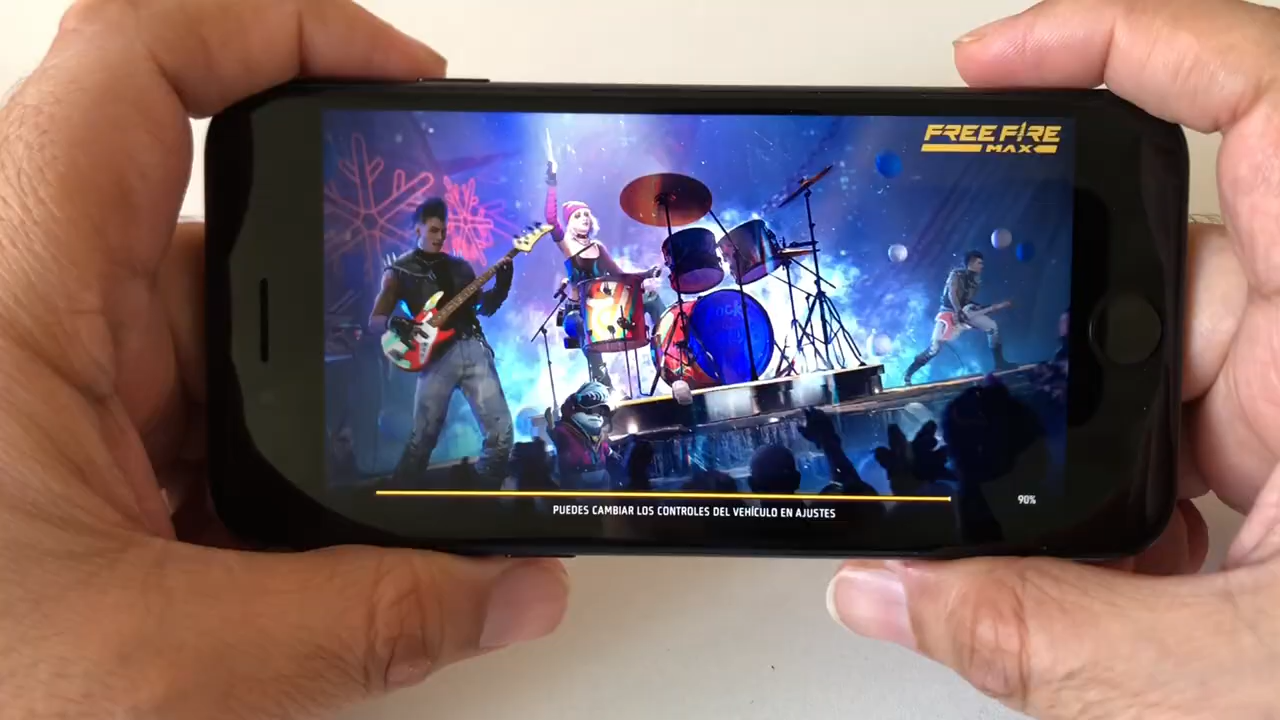 FREE FIRE
MAX
90%
PUEDES CAMBIAR LOS CONTROLES DEL VEHÍCULO EN AJUSTES